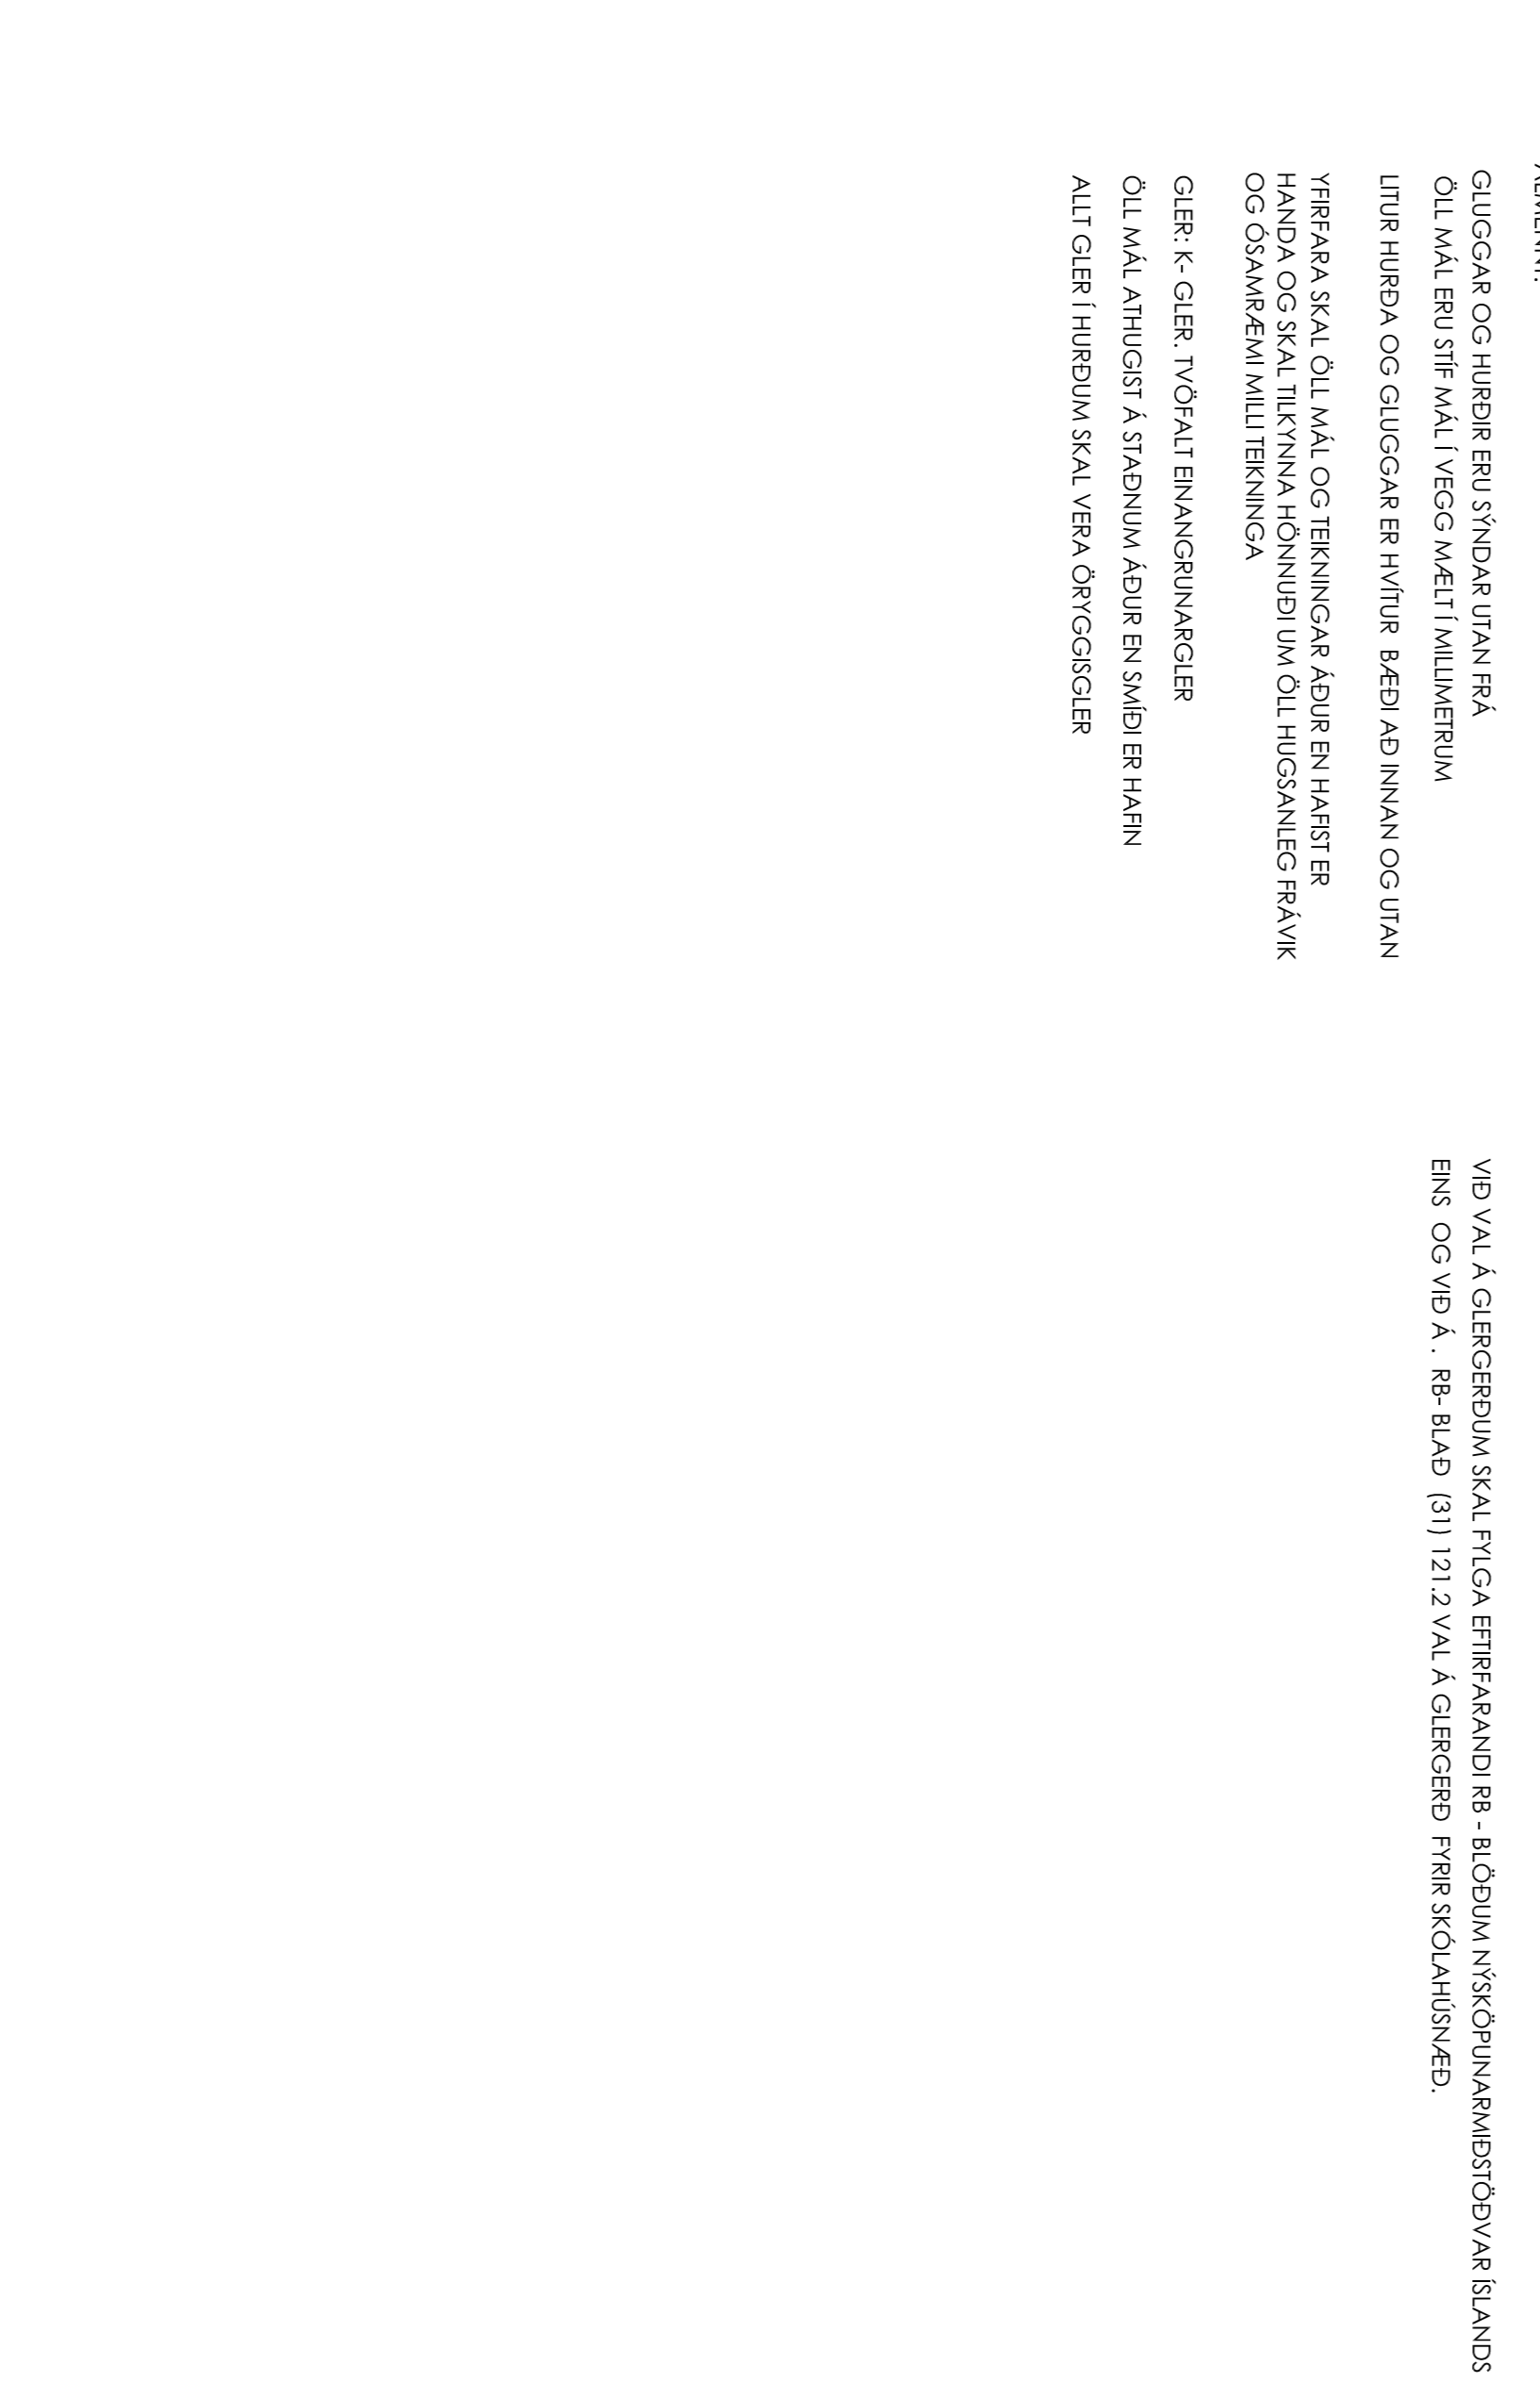 ALMENNT:
GLUGGAR OG HURÐIR ERU SÝNDAR UTAN FRÁ
ÖLL MÁL ERU STÍF MÁL Í VEGG MÆLT Í MILLIMETRUM
LITUR HURÐA OG GLUGGAR ER HVÍTUR BÆÐI AÐ INNAN OG UTAN
YFIRFARA SKAL ÖLL MÁL OG TEIKNINGAR ÁÐUR EN HAFIST ER
HANDA OG SKAL TILKYNNA HÖNNUÐI UM ÖLL HUGSANLEG FRÁVIK
OG ÓSAMRÆMI MILLI TEIKNINGA
GLER: K- GLER. TVÖFALT EINANGRUNARGLER
ÖLL MÁL ATHUGIST Á STAÐNUM ÁÐUR EN SMÍÐI ER HAFIN
ALLT GLER Í HURÐUM SKAL VERA ÖRYGGISGLER
VIÐ VAL Á GLERGERÐUM SKAL FYLGA EFTIRFARANDI RB - BLÖÐUM NÝSKÖPUNARMIÐSTÖÐVAR ÍSLANDS
EINS OG VIÐ Á . RB- BLAÐ (31) 121.2 VAL Á GLERGERÐ FYRIR SKÓLAHÚSNÆÐ.